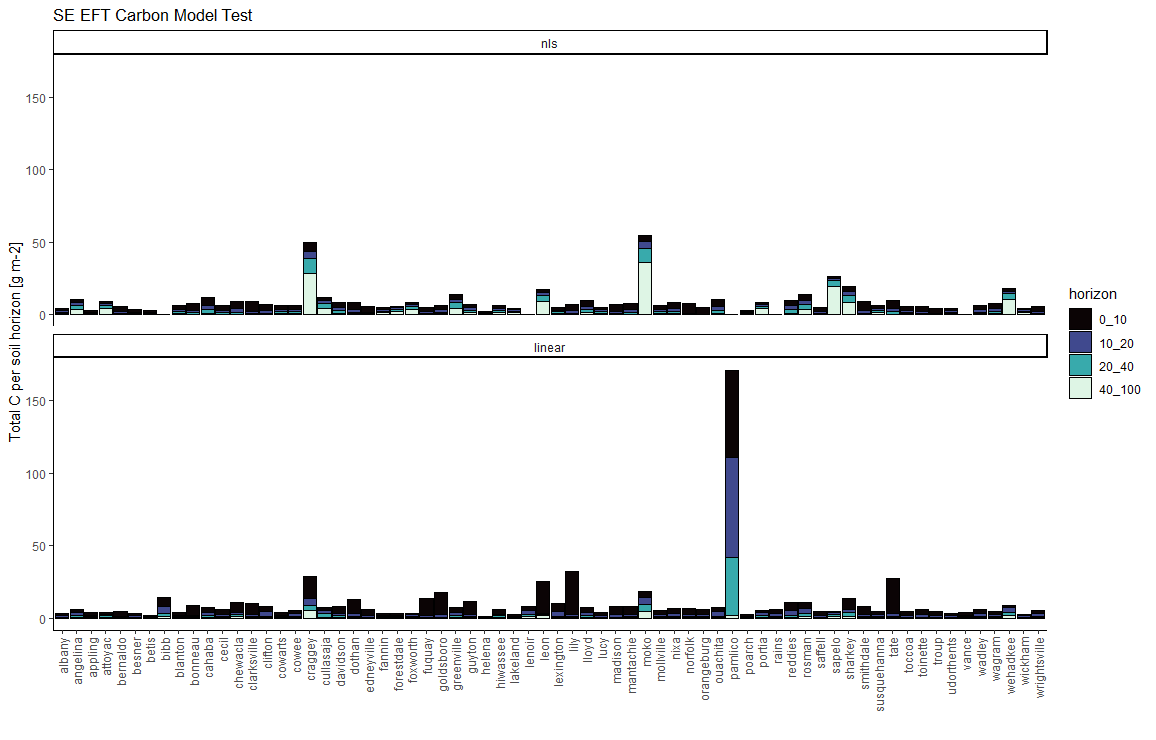 SE EFT Carbon Model Test
nls
150
100
50
0
linear
150
100
50
0
Total C per soil horizon [g m-2]
albany
angelina
appling
attoyac
bernaldo
besner
betis
bibb
blanton
bonneau
cahaba
cecil
chewacla
clarksville
clifton
cowarts
cowee
craggey
cullasaja
davidson
dothan
edneyville
fannin
forestdale
foxworth
fuquay
goldsboro
greenville
guyton
helena
hiwassee
lakeland
lenoir
leon
lexington
lily
lloyd
lucy
madison
mantachie
moko
molville
nixa
norfolk
orangeburg
ouachita
pamlico
poarch
portia
rains
reddies
rosman
saffell
sapelo
sharkey
smithdale
susquehanna
tate
toccoa
toinette
troup
udorthents
vance
wadley
wagram
wehadkee
wickham
wrightsville
horizon
0_10
10_20
20_40
40_100